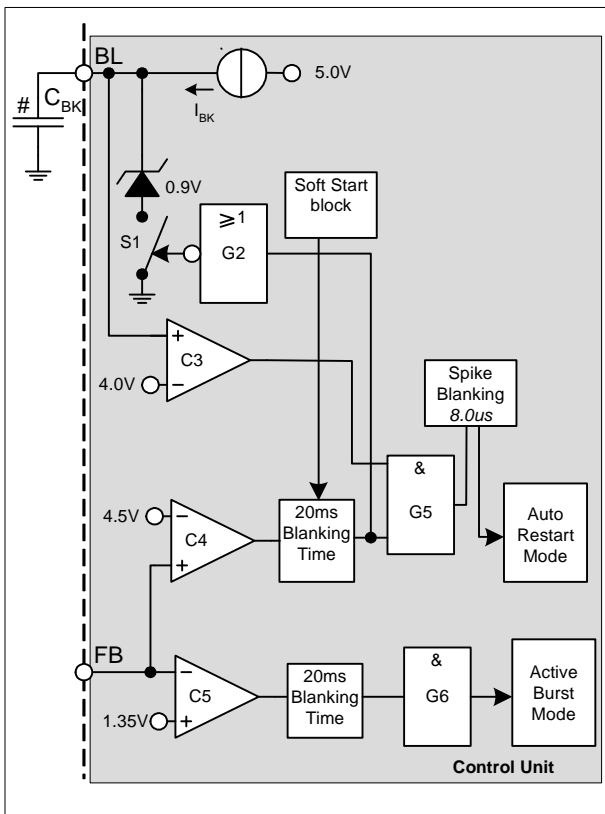 BL
5.0V
# C_BK
I_BK
0.9V
Soft Start
block
S1
⩾1
G2
+
C3
4.0V
−
Spike
Blanking
8.0us
&
G5
4.5V
−
C4
+
20ms
Blanking
Time
Auto
Restart
Mode
FB
−
C5
1.35V
+
20ms
Blanking
Time
&
G6
Active
Burst
Mode
Control Unit